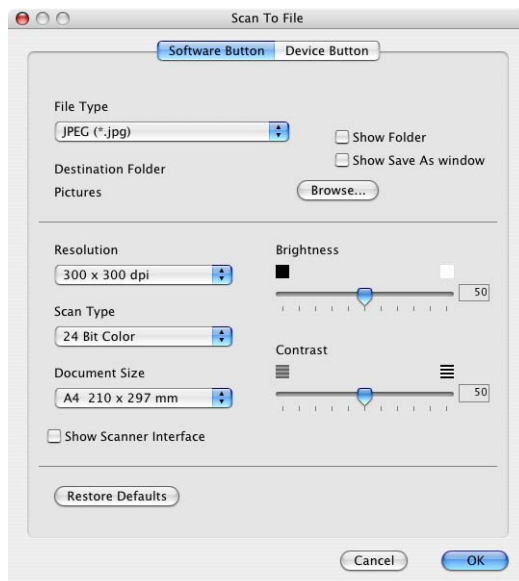 Scan To File
Software Button Device Button
File Type
JPEG (*.jpg)
Show Folder
Show Save As window
Destination Folder
Pictures
Browse...
Resolution
300 x 300 dpi
Scan Type
24 Bit Color
Document Size
A4 210 x 297 mm
Show Scanner Interface
Brightness
50
Contrast
50
Restore Defaults
Cancel OK